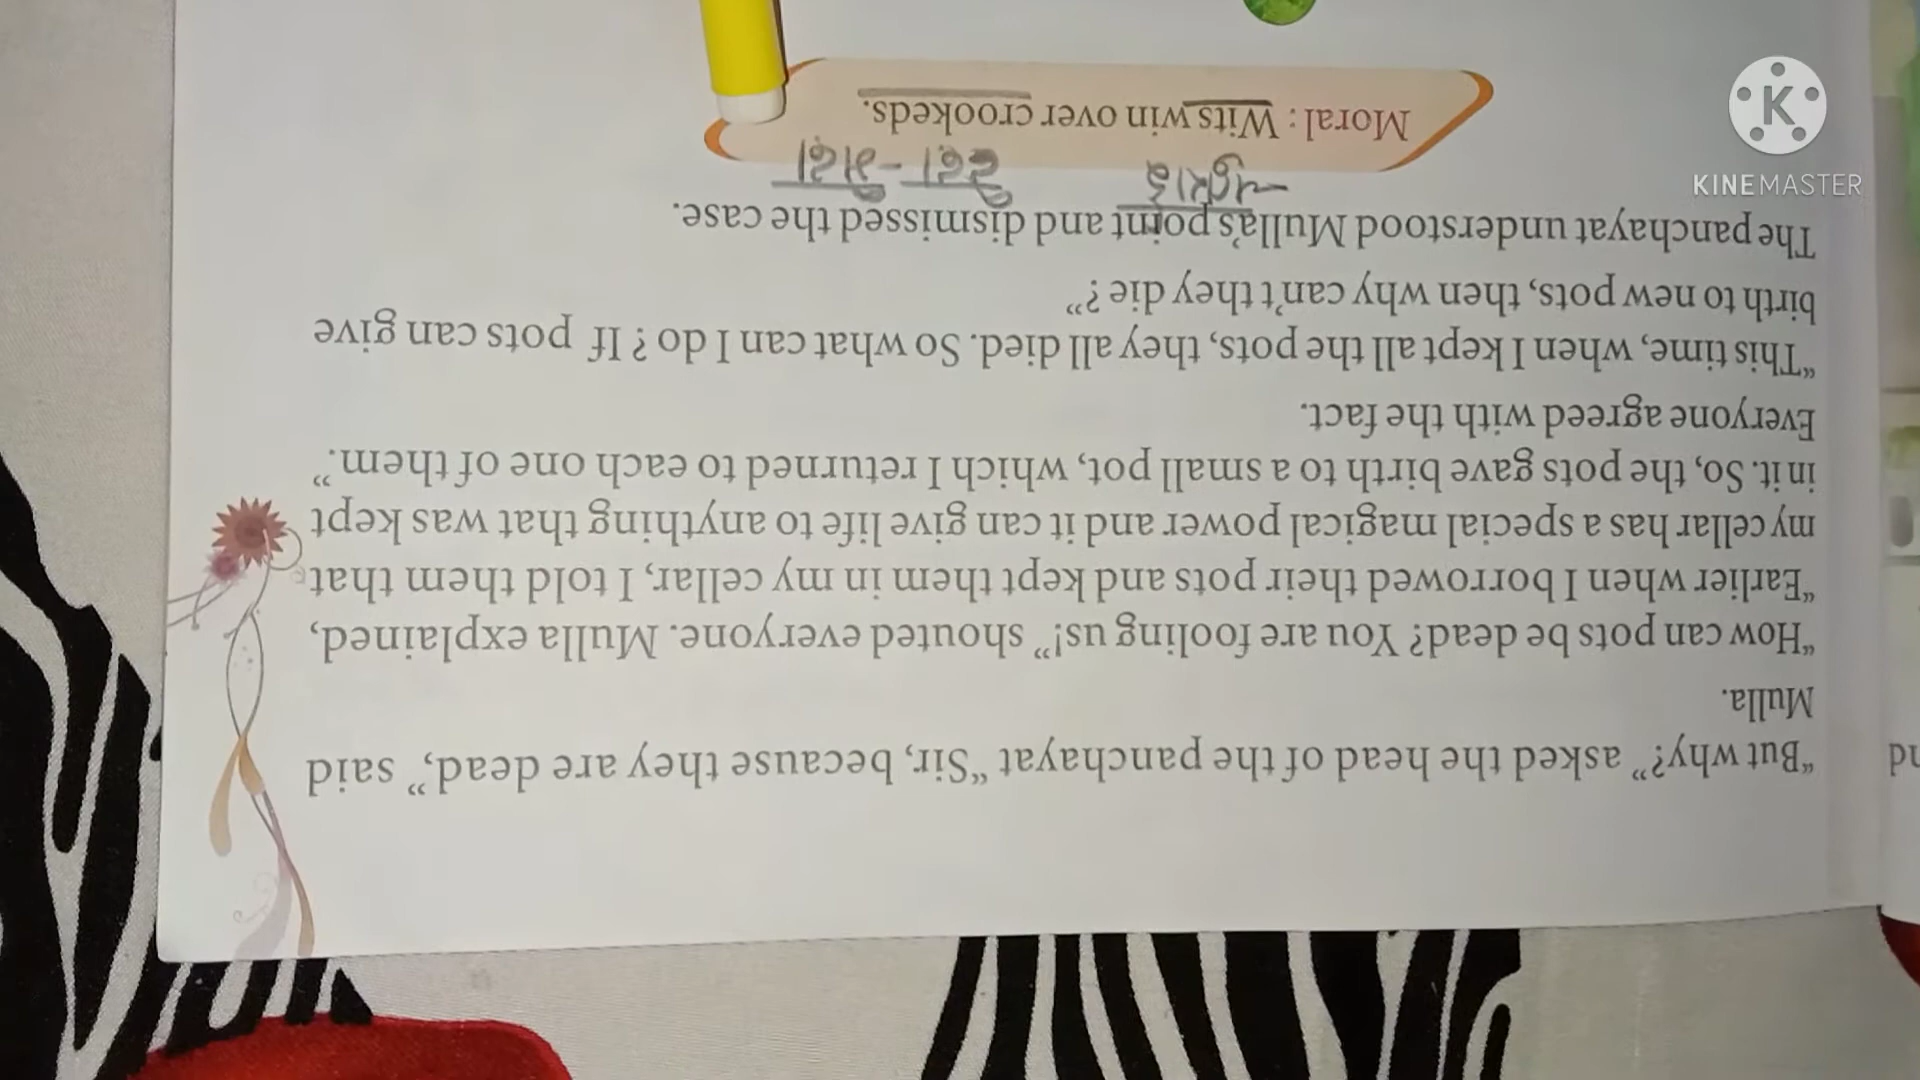 "But why?" asked the head of the panchayat "Sir, because they are dead," said
Mulla.
"How can pots be dead? You are fooling us!" shouted everyone. Mulla explained,
"Earlier when I borrowed their pots and kept them in my cellar, I told them that
my cellar has a special magical power and it can give life to anything that was kept
in it. So, the pots gave birth to a small pot, which I returned to each one of them."
Everyone agreed with the fact.
"This time, when I kept all the pots, they all died. So what can I do ? If pots can give
birth to new pots, then why can't they die ?"
The panchayat understood Mulla's point and dismissed the case.
Moral : Wits win over crookeds.
KINEMASTER